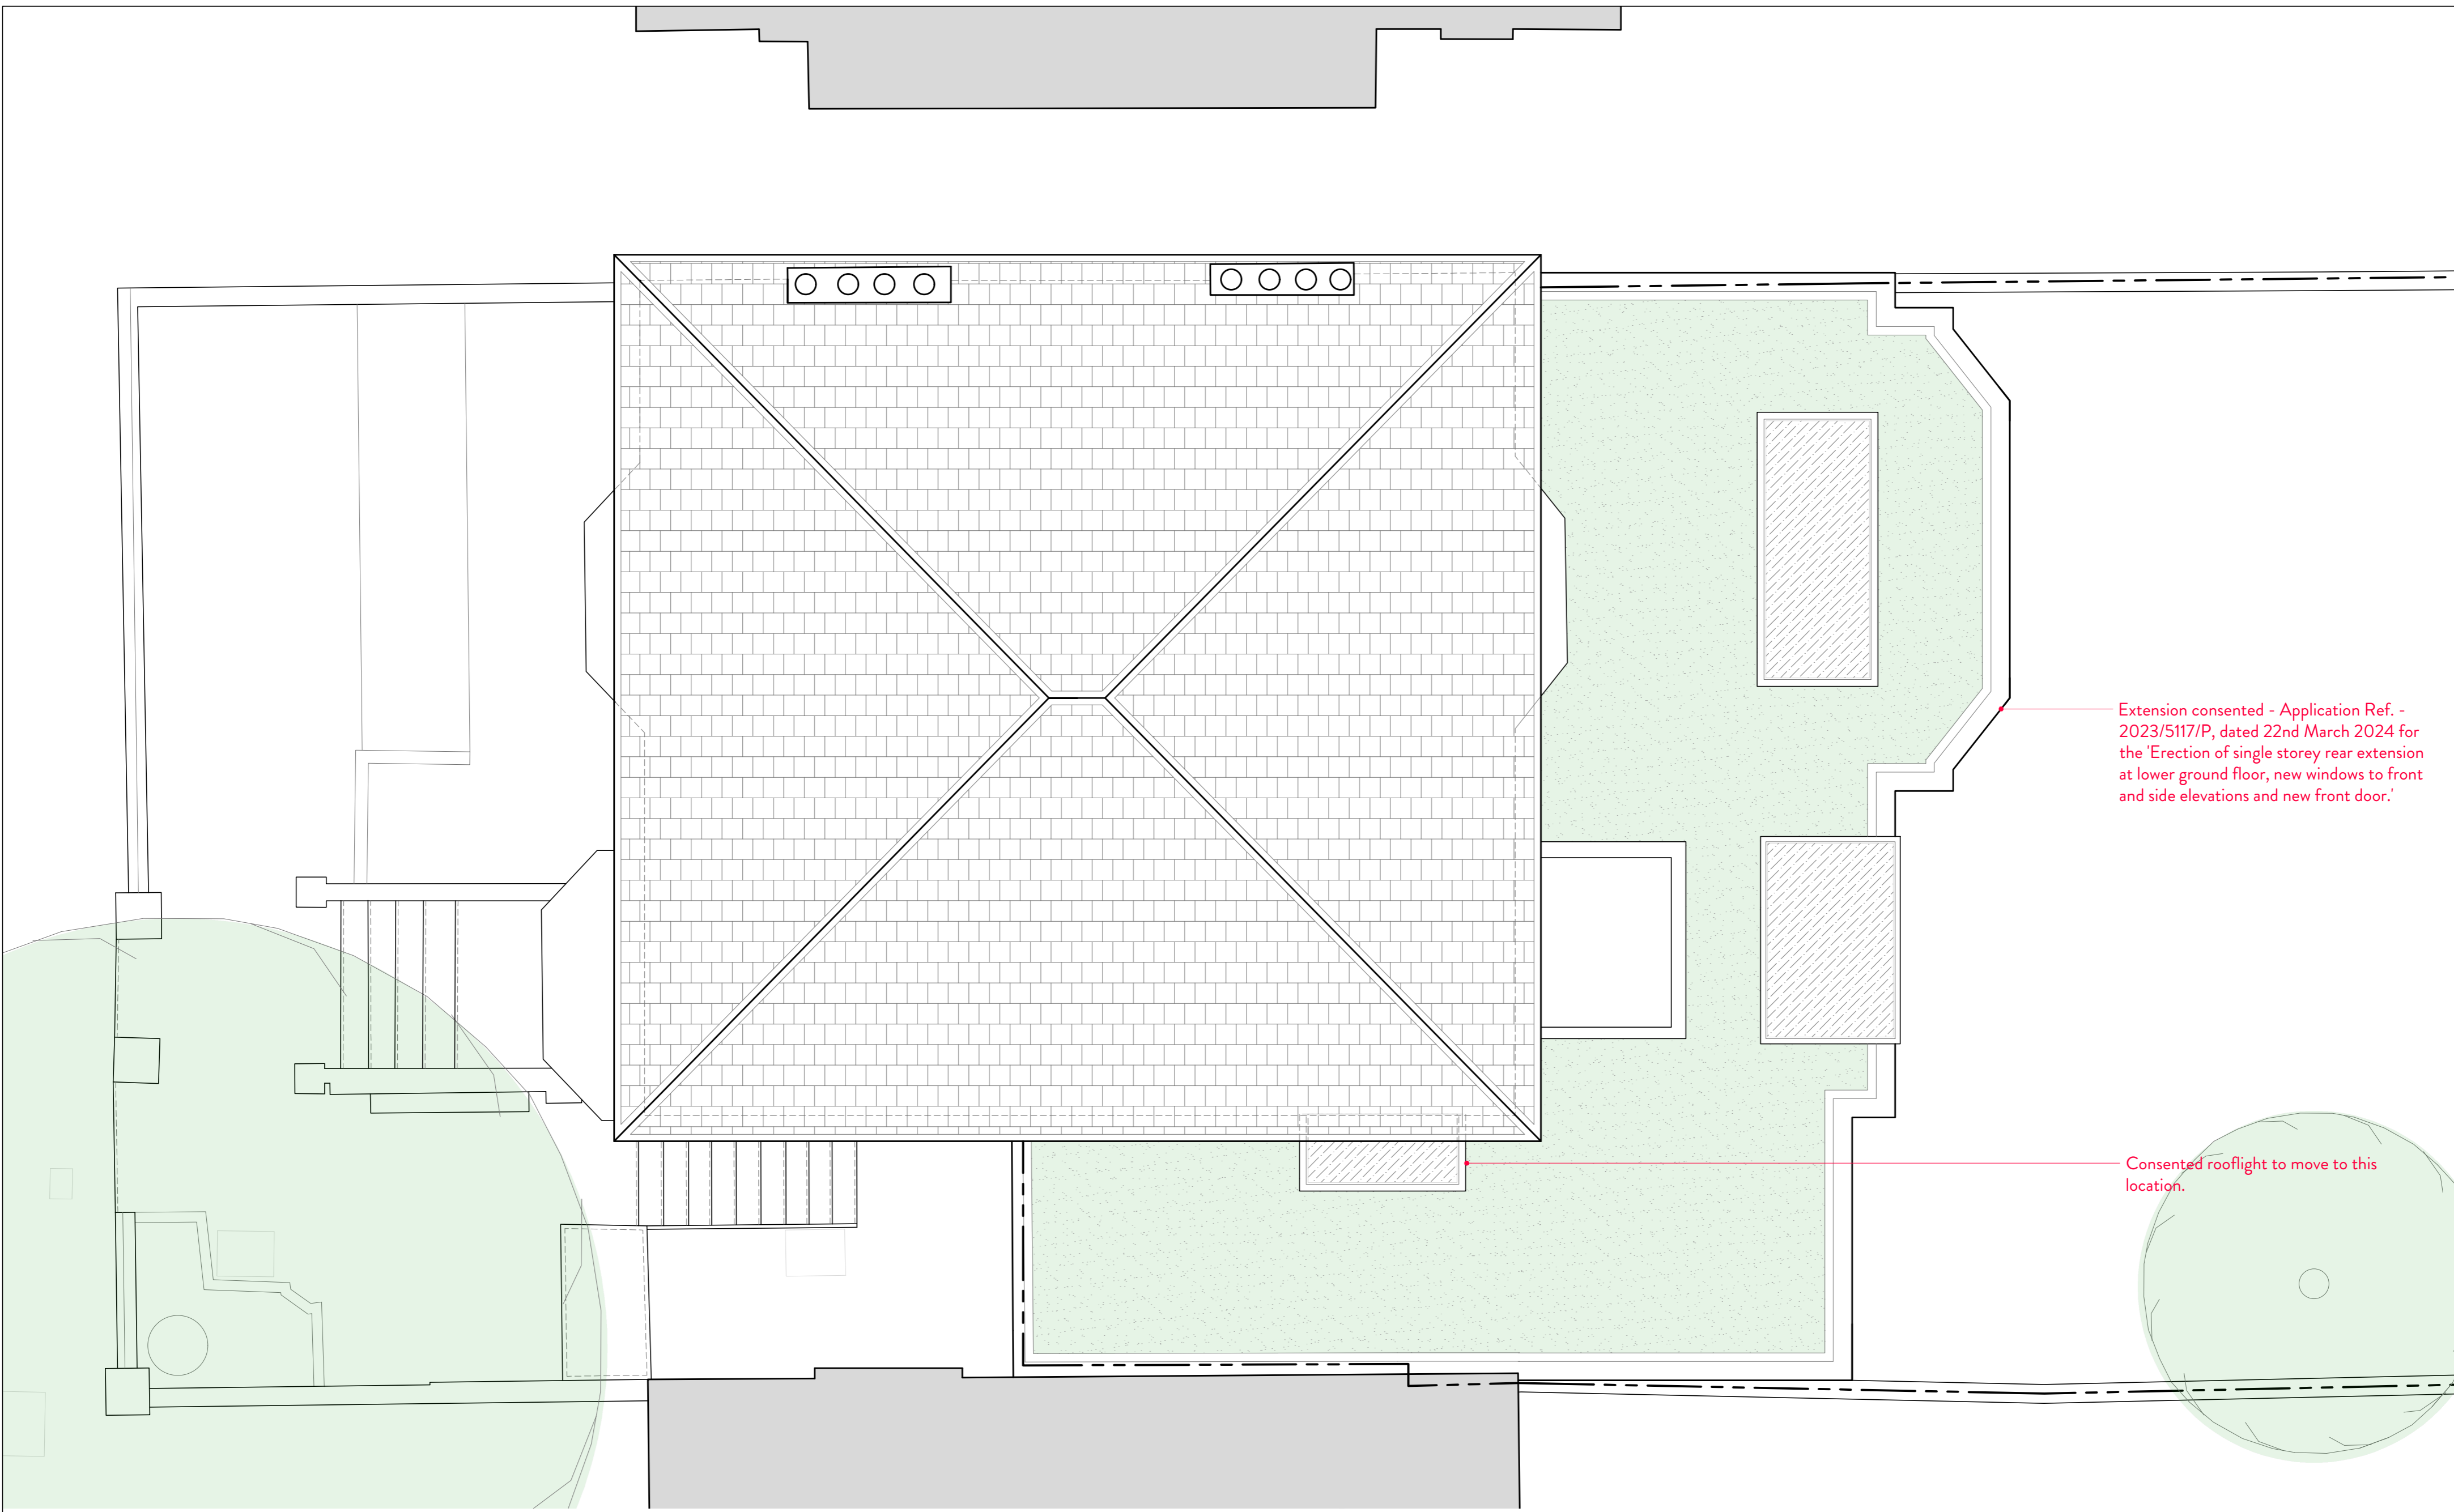 Extension consented - Application Ref. -
2023/5117/P, dated 22nd March 2024 for
the 'Erection of single storey rear extension
at lower ground floor, new windows to front
and side elevations and new front door.'
Consented rooflight to move to this
location.